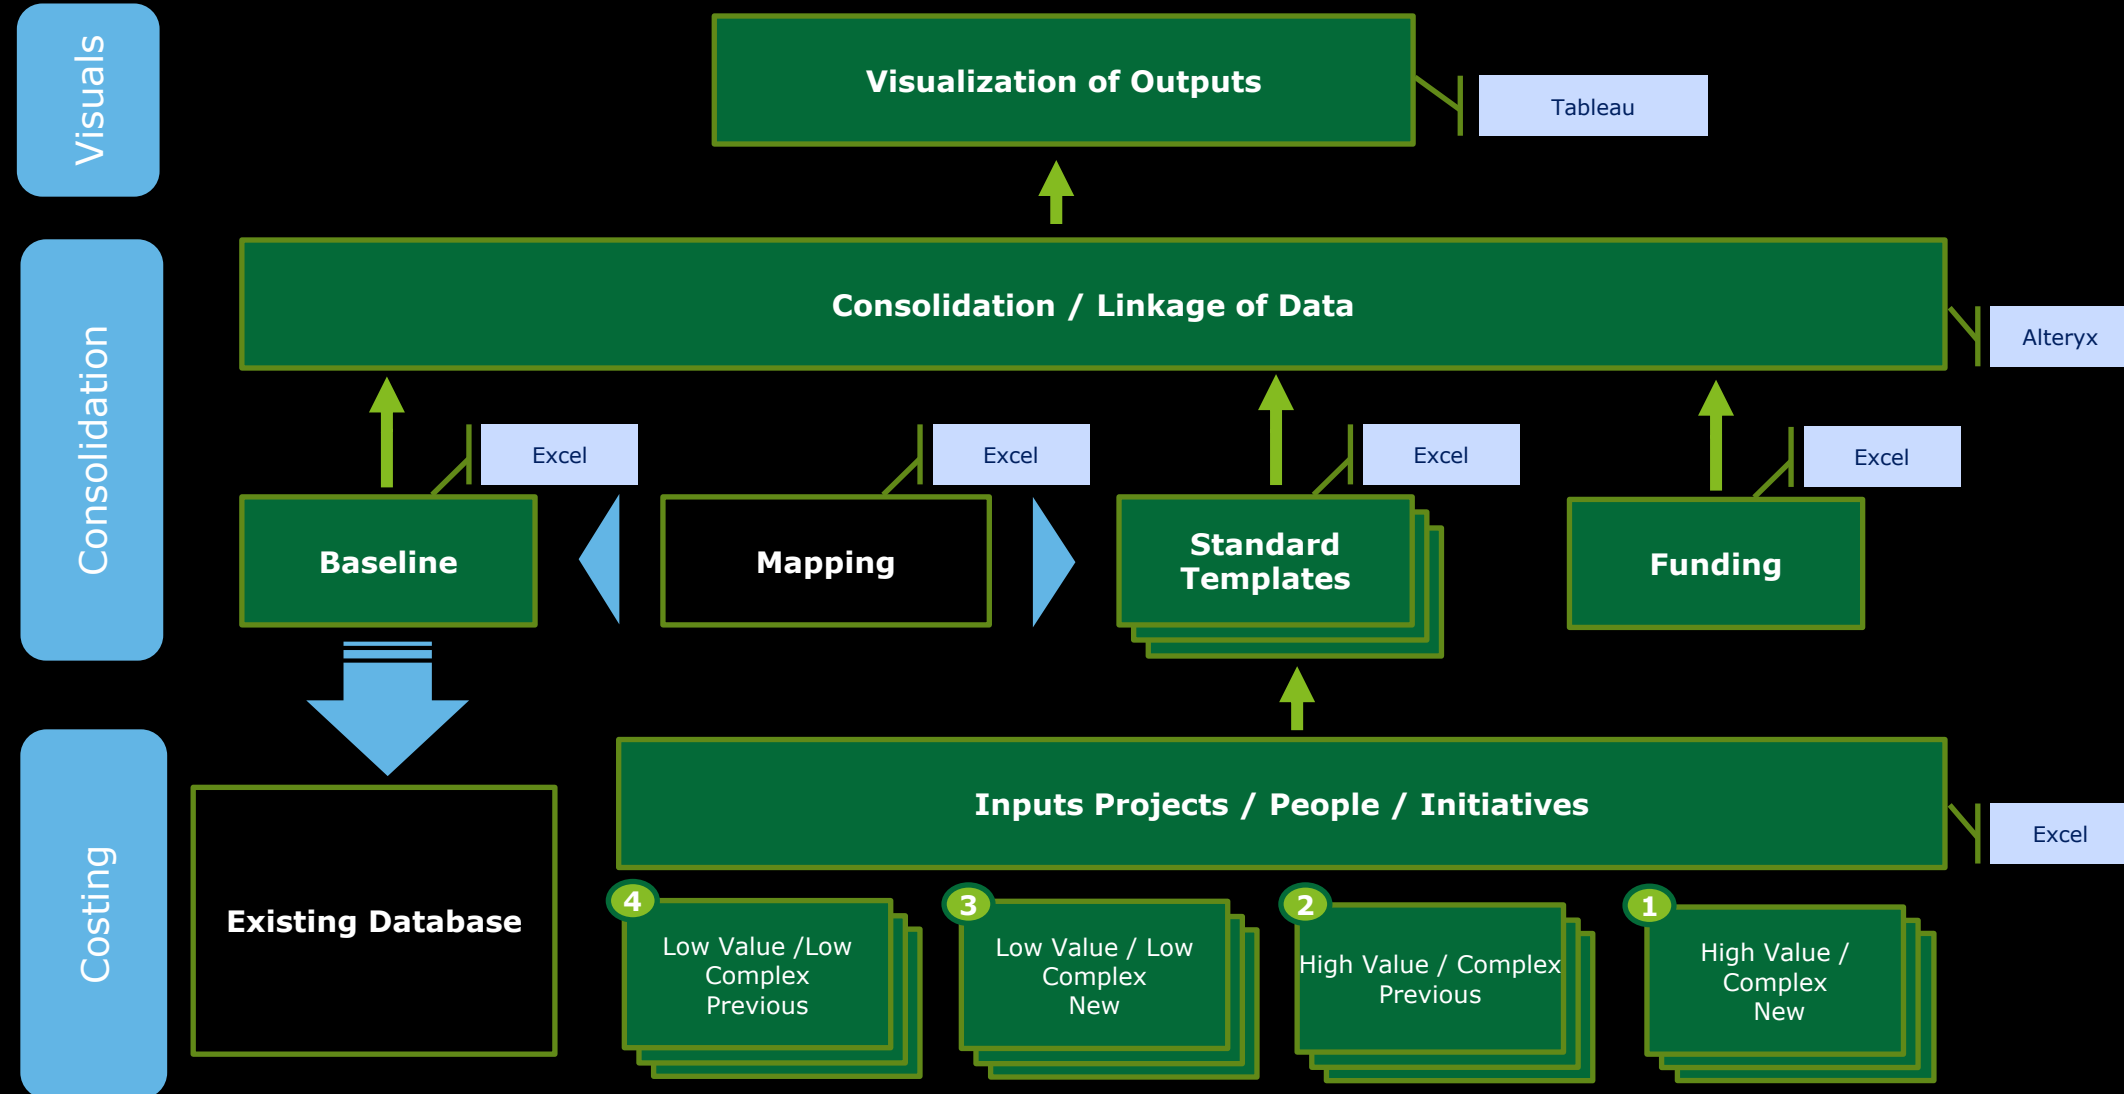 Visuals
Visualization of Outputs
Tableau
Consolidation
Consolidation / Linkage of Data
Alteryx
Excel
Excel
Excel
Excel
Baseline
Mapping
Standard
Templates
Funding
Costing
Existing Database
Inputs Projects / People / Initiatives
Excel
4
Low Value /Low
Complex
Previous
3
Low Value / Low
Complex
New
2
High Value / Complex
Previous
1
High Value /
Complex
New